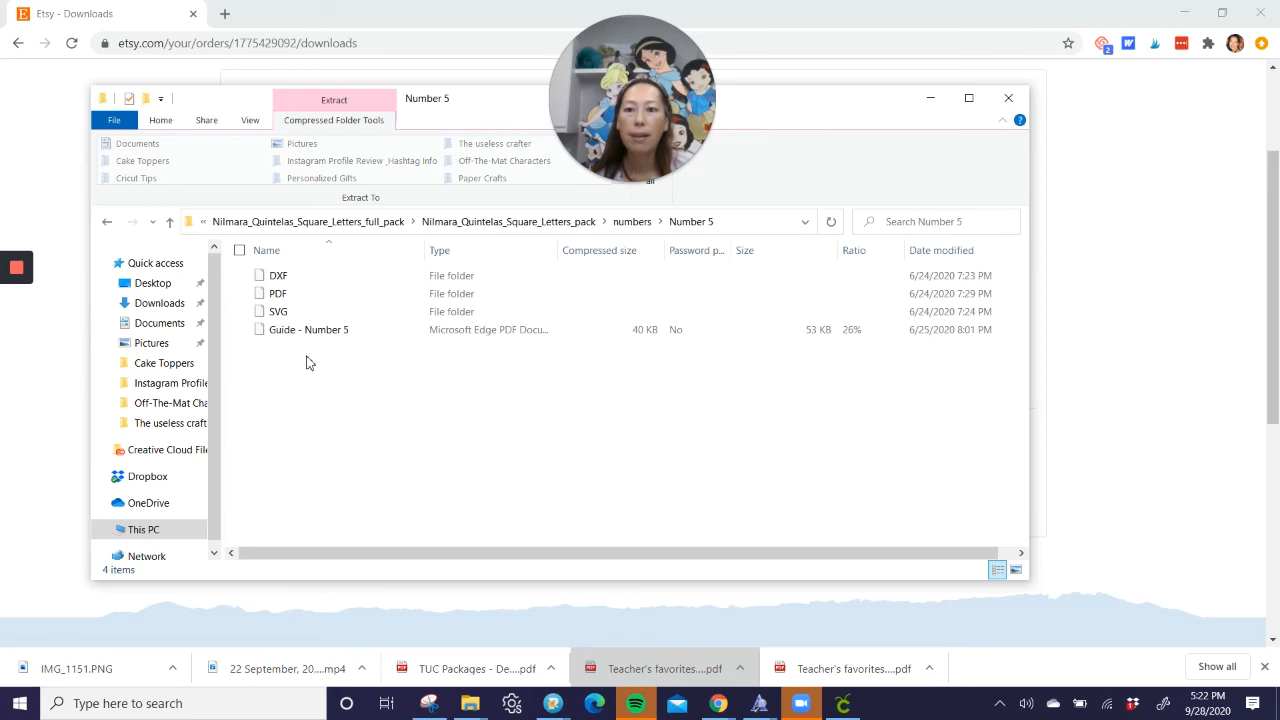 Etsy - Downloads
etsy.com/your/orders/1775429092/downloads
2
Extract
Number 5
File
Home
Share
View
Compressed Folder Tools
Documents
Pictures
The useless crafter
Cake Toppers
Instagram Profile Review ,Hashtag Info
Off-The-Mat Characters
Cricut Tips
Personalized Gifts
Paper Crafts
all
Extract To
« Nilmara_Quintelas_Square_Letters_full_pack > Nilmara_Quintelas_Square_Letters_pack > numbers > Number 5
Search Number 5
Name
Type
Compressed size
Password p...
Size
Ratio
Date modified
DXF File folder 6/24/2020 7:23 PM
PDF File folder 6/24/2020 7:29 PM
SVG File folder 6/24/2020 7:24 PM
Guide - Number 5 Microsoft Edge PDF Docu... 40 KB No 53 KB 26% 6/25/2020 8:01 PM
Quick access
Desktop
Downloads
Documents
Pictures
Cake Toppers
Instagram Profile
Off-The-Mat Cha
The useless craft
Creative Cloud File
Dropbox
OneDrive
This PC
Network
4 items
IMG_1151.PNG
22 September, 20....mp4
TUC Packages - De....pdf
Teacher's favorites....pdf
Teacher's favorites....pdf
Show all
Type here to search
5:22 PM
9/28/2020